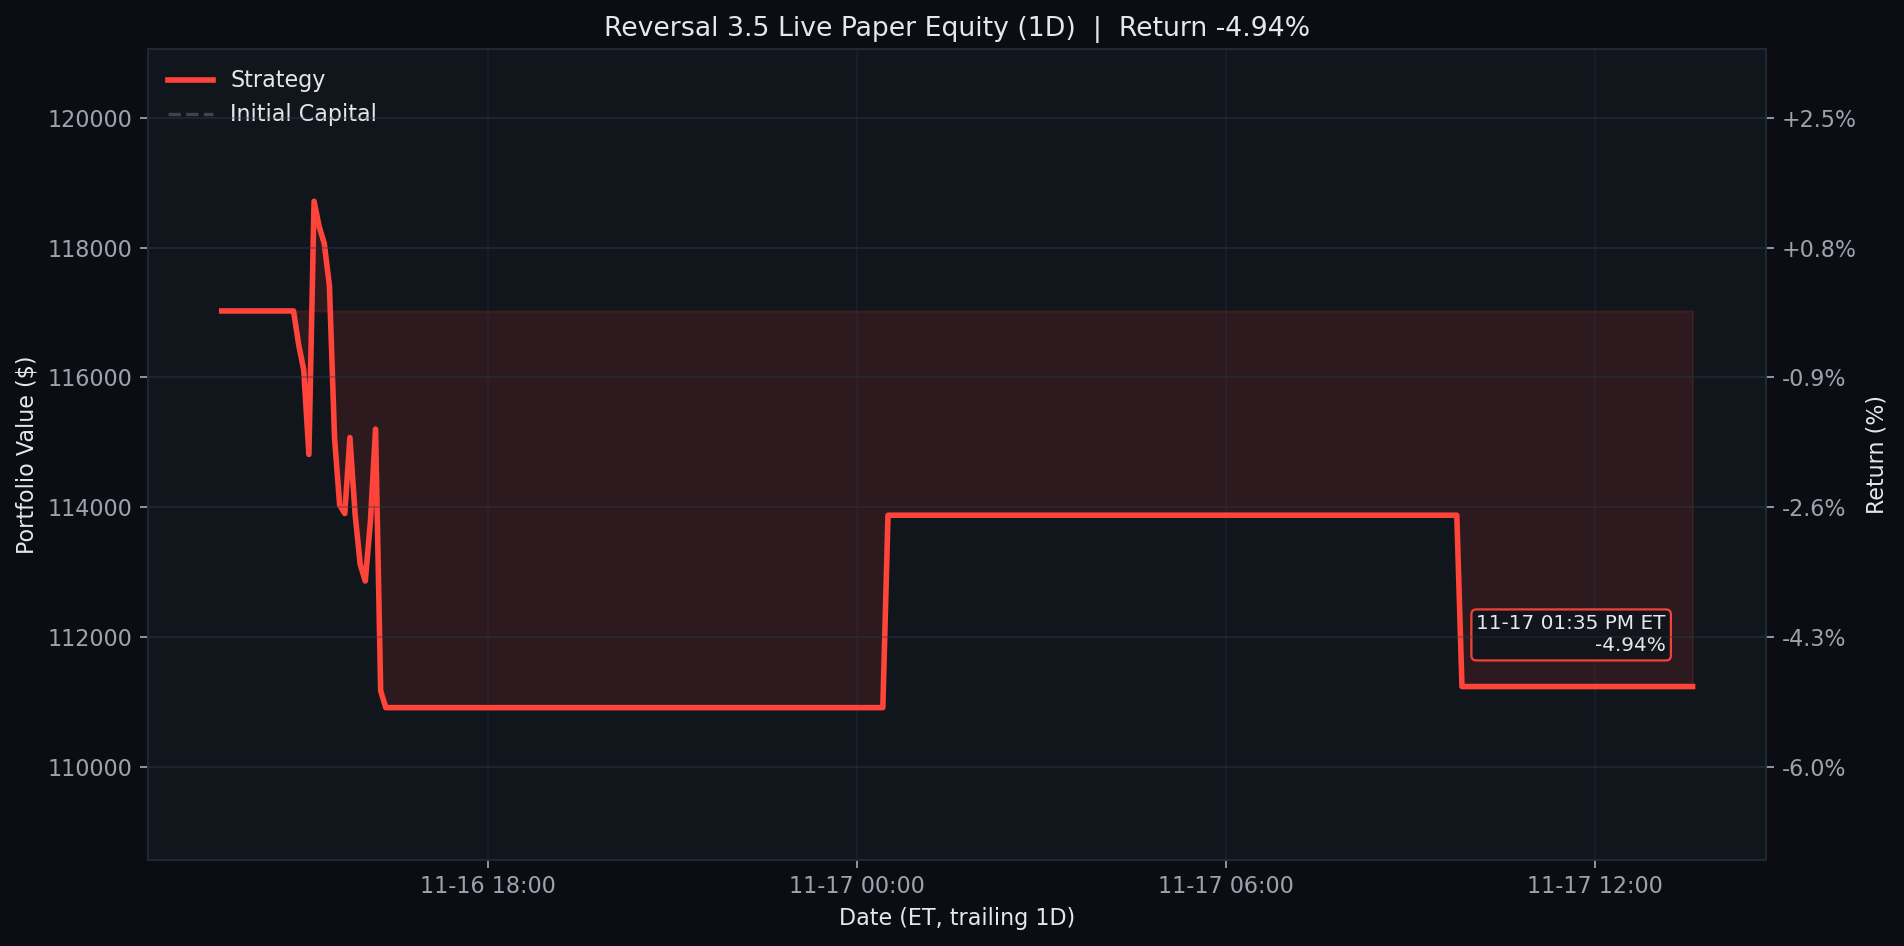 Reversal 3.5 Live Paper Equity (1D)  |  Return -4.94%
Strategy
Initial Capital
120000
118000
116000
114000
112000
110000
Portfolio Value ($)
+2.5%
+0.8%
-0.9%
-2.6%
-4.3%
-6.0%
Return (%)
11-17 01:35 PM ET
-4.94%
11-16 18:00
11-17 00:00
11-17 06:00
11-17 12:00
Date (ET, trailing 1D)